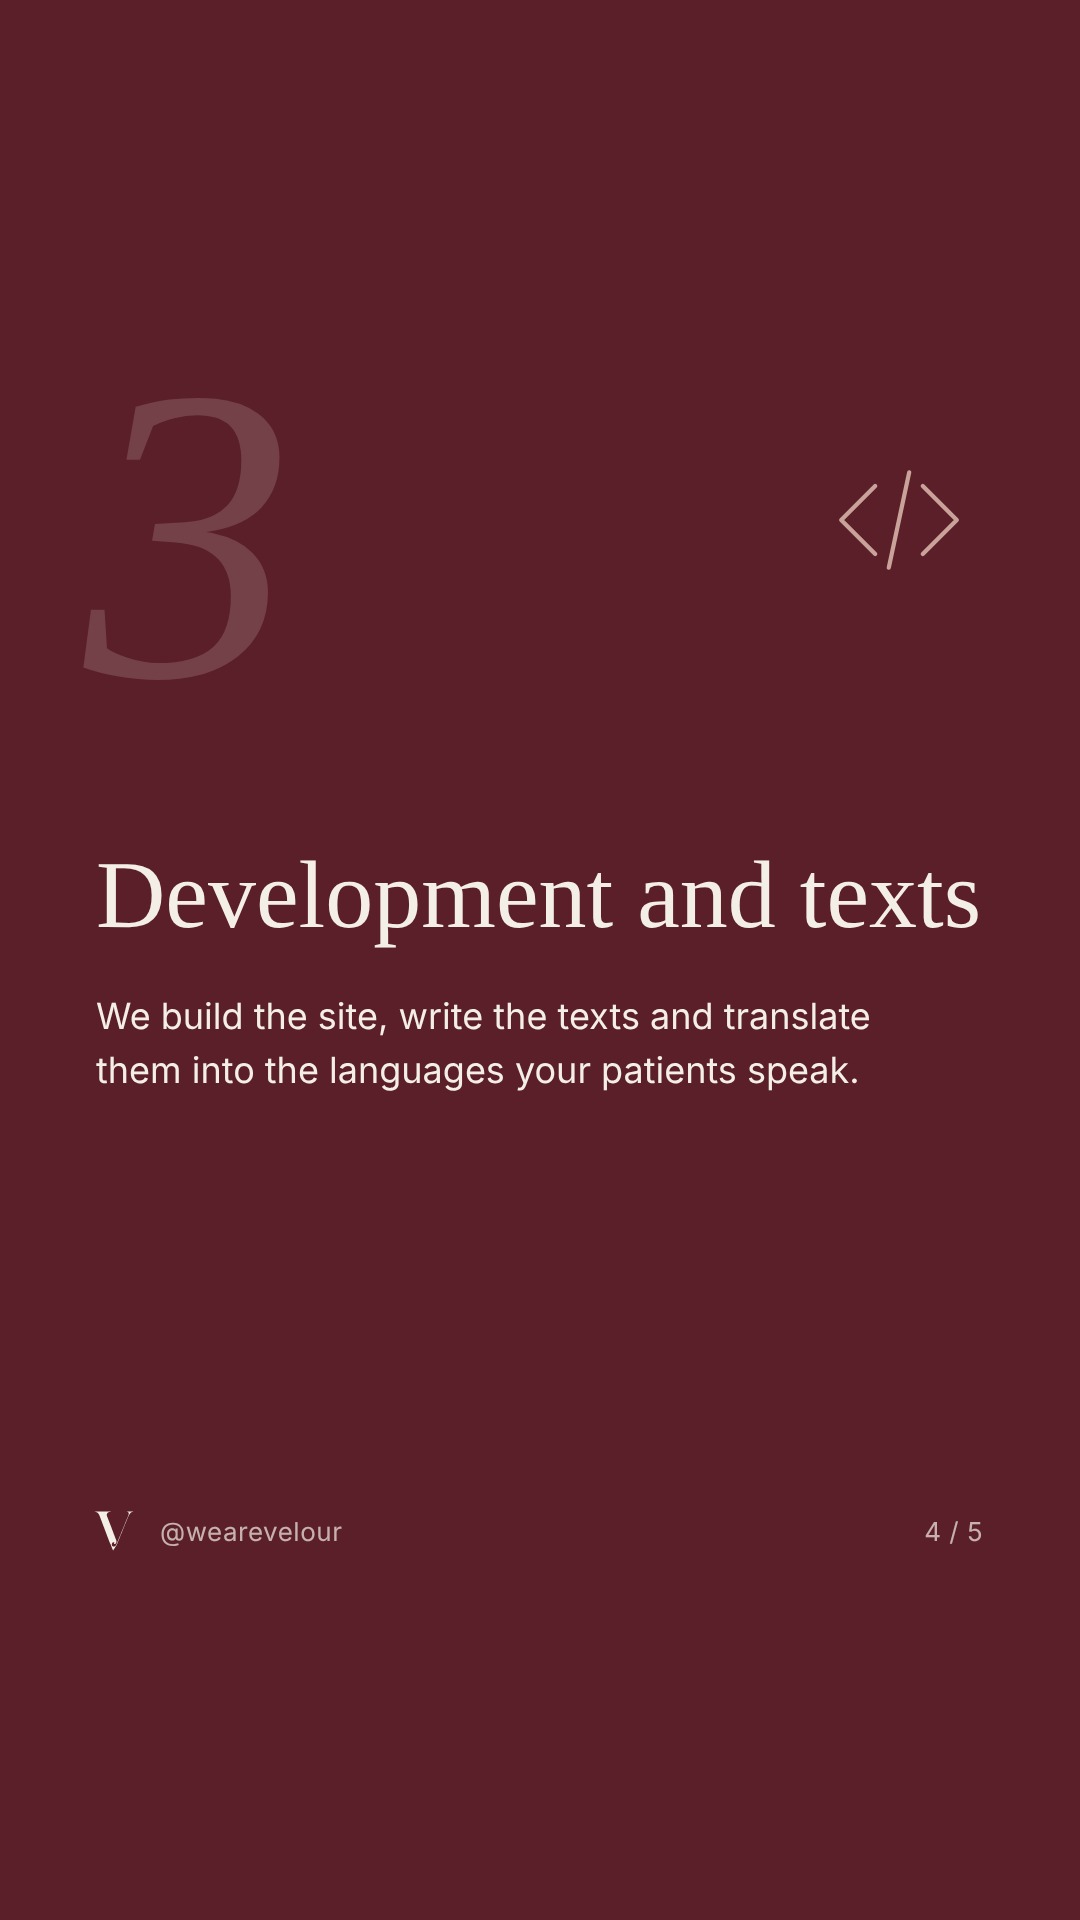 3
</>
Development and texts
We build the site, write the texts and translate
them into the languages your patients speak.
V @wearevelour
4 / 5